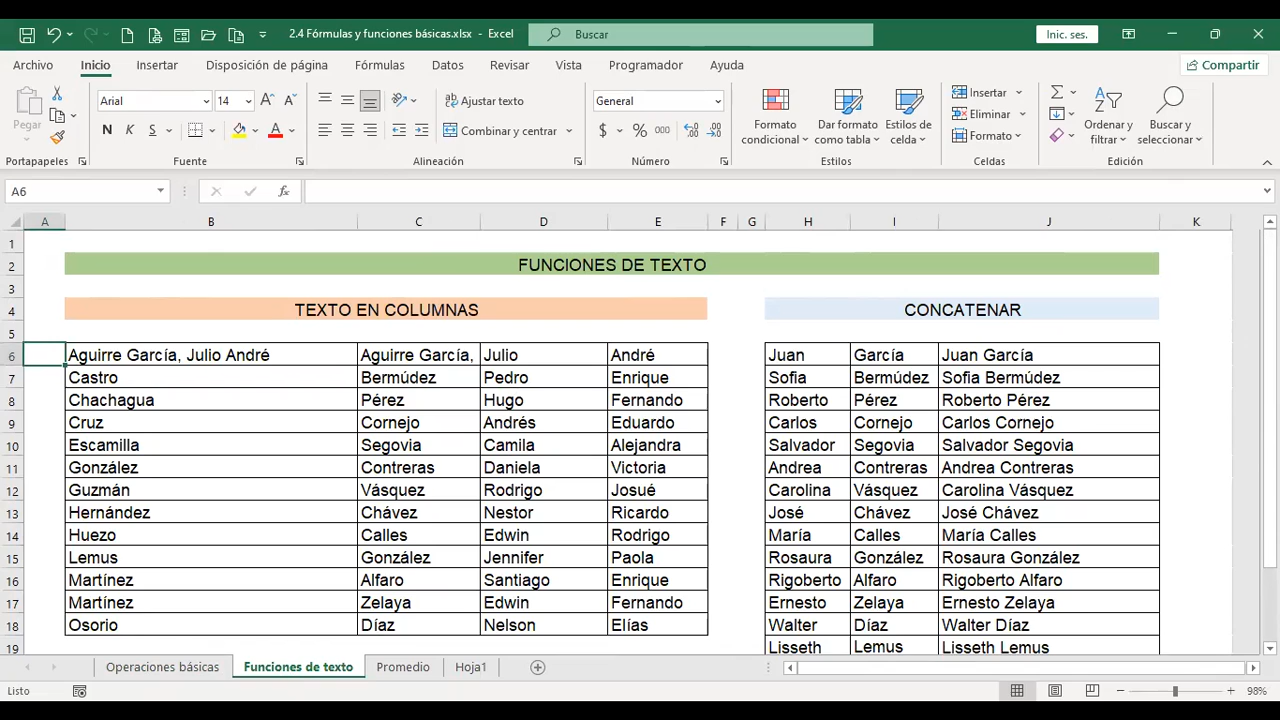 2.4 Fórmulas y funciones básicas.xlsx - Excel
Buscar
Inic. ses.
Archivo Inicio Insertar Disposición de página Fórmulas Datos Revisar Vista Programador Ayuda Compartir
Pegar
Arial 14
N K S
Ajustar texto
Combinar y centrar
General
$ % 000
Formato condicional
Dar formato como tabla
Estilos de celda
Insertar
Eliminar
Formato
Ordenar y filtrar
Buscar y seleccionar
Portapapeles Fuente Alineación Número Estilos Celdas Edición
A6 fx
A B C D E F G H I J K
1
2 FUNCIONES DE TEXTO
3
4 TEXTO EN COLUMNAS CONCATENAR
5
6 Aguirre García, Julio André Aguirre García, Julio André Juan García Juan García
7 Castro Bermúdez Pedro Enrique Sofia Bermúdez Sofia Bermúdez
8 Chachagua Pérez Hugo Fernando Roberto Pérez Roberto Pérez
9 Cruz Cornejo Andrés Eduardo Carlos Cornejo Carlos Cornejo
10 Escamilla Segovia Camila Alejandra Salvador Segovia Salvador Segovia
11 González Contreras Daniela Victoria Andrea Contreras Andrea Contreras
12 Guzmán Vásquez Rodrigo Josué Carolina Vásquez Carolina Vásquez
13 Hernández Chávez Nestor Ricardo José Chávez José Chávez
14 Huezo Calles Edwin Rodrigo María Calles María Calles
15 Lemus González Jennifer Paola Rosaura González Rosaura González
16 Martínez Alfaro Santiago Enrique Rigoberto Alfaro Rigoberto Alfaro
17 Martínez Zelaya Edwin Fernando Ernesto Zelaya Ernesto Zelaya
18 Osorio Díaz Nelson Elías Walter Díaz Walter Díaz
19 Lisseth Lemus Lisseth Lemus
Operaciones básicas Funciones de texto Promedio Hoja1
Listo 98%